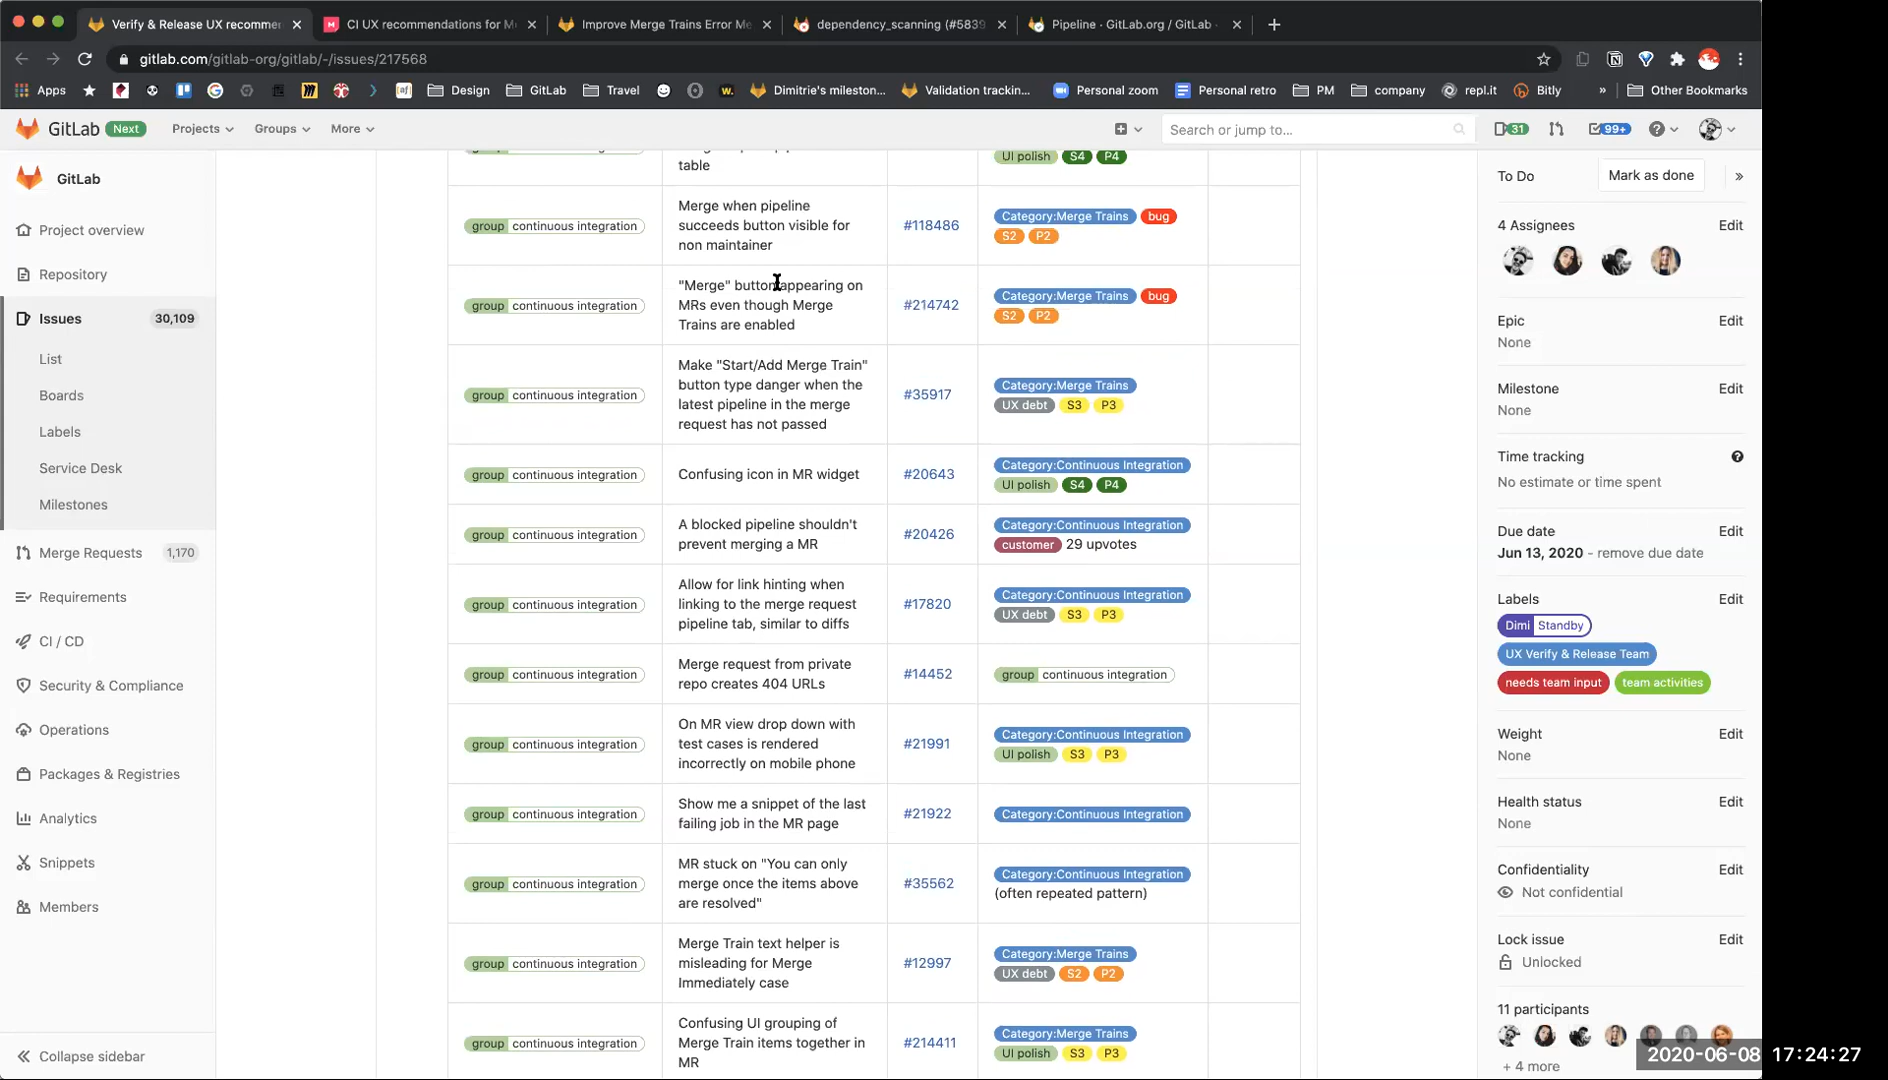 Verify & Release UX recomme
CI UX recommendations for M
Improve Merge Trains Error Me
dependency_scanning (#5839
Pipeline · GitLab.org / GitLab ·
gitlab.com/gitlab-org/gitlab/-/issues/217568
Apps
Design
GitLab
Travel
Dimitrie's mileston...
Validation trackin...
Personal zoom
Personal retro
PM
company
repl.it
Bitly
»
Other Bookmarks
GitLab Next Projects Groups More
Search or jump to...
31
99+
GitLab
Project overview
Repository
Issues 30,109
List
Boards
Labels
Service Desk
Milestones
Merge Requests 1,170
Requirements
CI / CD
Security & Compliance
Operations
Packages & Registries
Analytics
Snippets
Members
Collapse sidebar
table
UI polish S4 P4
group continuous integration
Merge when pipeline
succeeds button visible for
non maintainer
#118486
Category:Merge Trains bug
S2 P2
group continuous integration
"Merge" button appearing on
MRs even though Merge
Trains are enabled
#214742
Category:Merge Trains bug
S2 P2
group continuous integration
Make "Start/Add Merge Train"
button type danger when the
latest pipeline in the merge
request has not passed
#35917
Category:Merge Trains
UX debt S3 P3
group continuous integration
Confusing icon in MR widget
#20643
Category:Continuous Integration
UI polish S4 P4
group continuous integration
A blocked pipeline shouldn't
prevent merging a MR
#20426
Category:Continuous Integration
customer 29 upvotes
group continuous integration
Allow for link hinting when
linking to the merge request
pipeline tab, similar to diffs
#17820
Category:Continuous Integration
UX debt S3 P3
group continuous integration
Merge request from private
repo creates 404 URLs
#14452
group continuous integration
group continuous integration
On MR view drop down with
test cases is rendered
incorrectly on mobile phone
#21991
Category:Continuous Integration
UI polish S3 P3
group continuous integration
Show me a snippet of the last
failing job in the MR page
#21922
Category:Continuous Integration
group continuous integration
MR stuck on "You can only
merge once the items above
are resolved"
#35562
Category:Continuous Integration
(often repeated pattern)
group continuous integration
Merge Train text helper is
misleading for Merge
Immediately case
#12997
Category:Merge Trains
UX debt S2 P2
group continuous integration
Confusing UI grouping of
Merge Train items together in
MR
#214411
Category:Merge Trains
UI polish S3 P3
To Do Mark as done »
4 Assignees Edit
Epic Edit
None
Milestone Edit
None
Time tracking
No estimate or time spent
Due date Edit
Jun 13, 2020 - remove due date
Labels Edit
Dimi Standby
UX Verify & Release Team
needs team input team activities
Weight Edit
None
Health status Edit
None
Confidentiality Edit
Not confidential
Lock issue Edit
Unlocked
11 participants
+ 4 more
2020-06-08 17:24:27